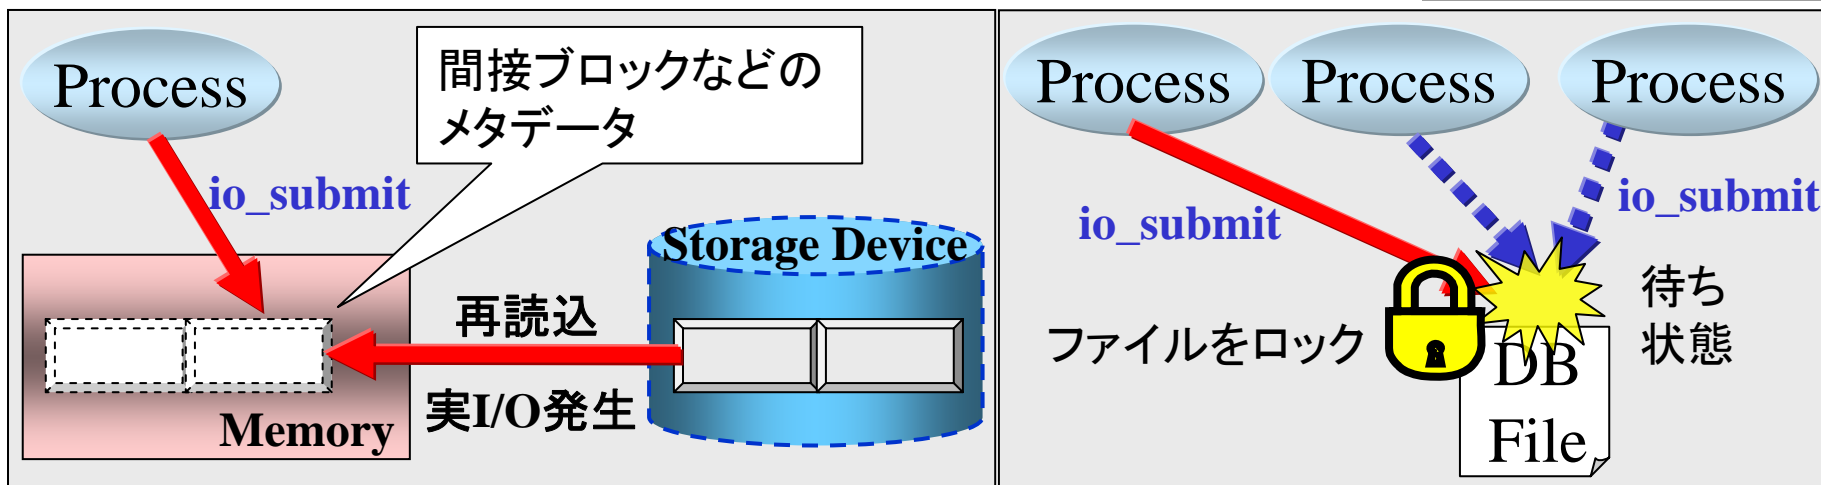 Process
間接ブロックなどの
メタデータ
io_submit
Storage Device
再読込
実I/O発生
Memory
Process
Process
Process
io_submit
io_submit
ファイルをロック
待ち
状態
DB
File